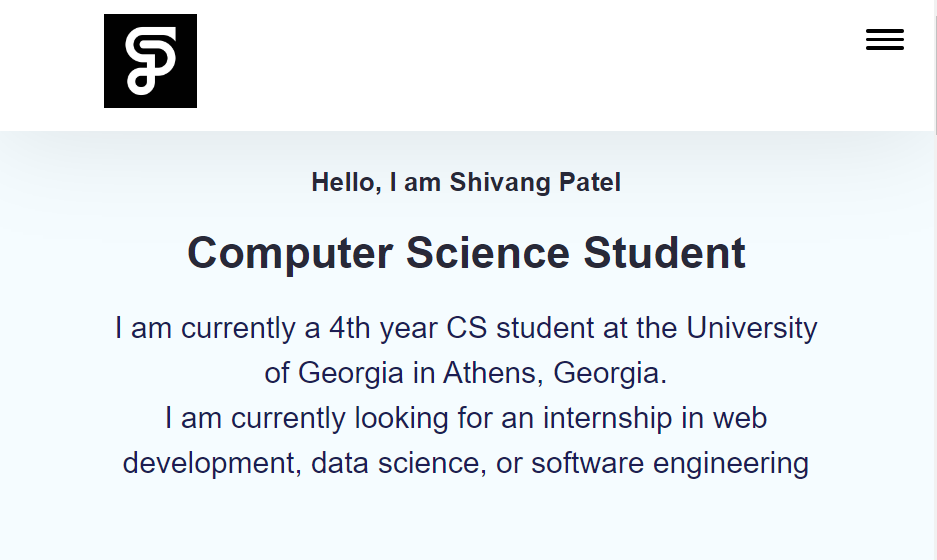 Hello, I am Shivang Patel
Computer Science Student
I am currently a 4th year CS student at the University
of Georgia in Athens, Georgia.
I am currently looking for an internship in web
development, data science, or software engineering